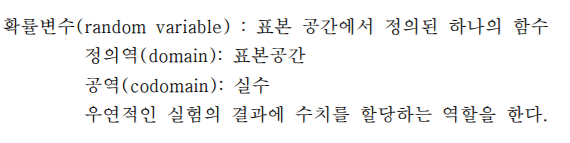 확률변수(random variable) : 표본 공간에서 정의된 하나의 함수
정의역(domain): 표본공간
공역(codomain): 실수
우연적인 실험의 결과에 수치를 할당하는 역할을 한다.